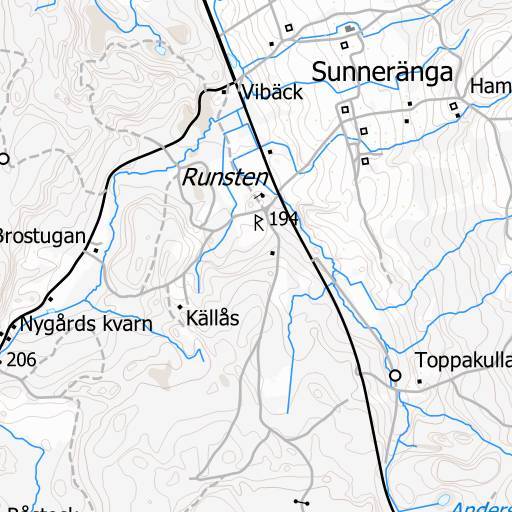 Sunneränga
Ham
Vibäck
Runsten
194
Brostugan
Källås
Nygårds kvarn
206
Toppakulla
Anders